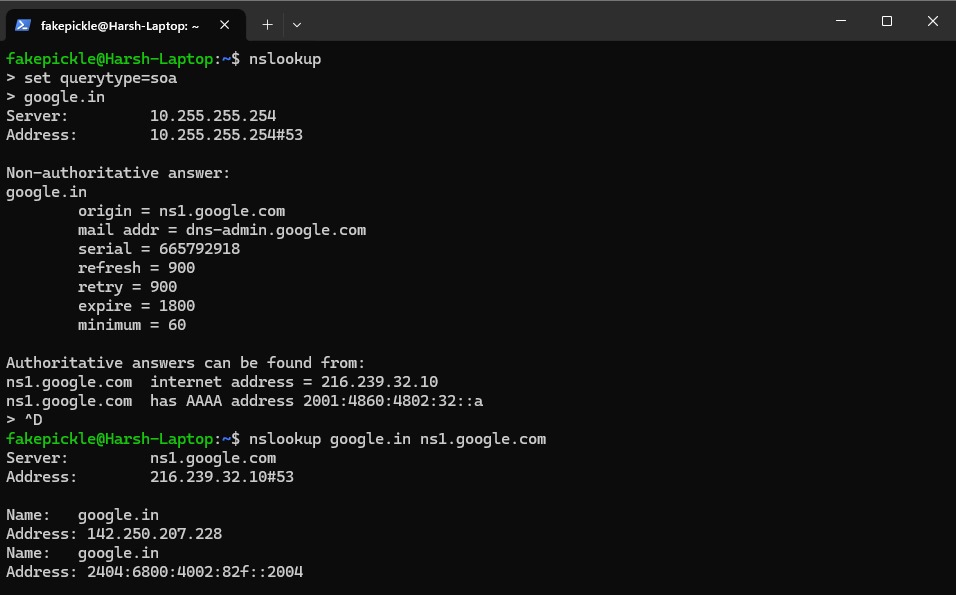 fakepickle@Harsh-Laptop: ~
fakepickle@Harsh-Laptop:~$ nslookup
> set querytype=soa
> google.in
Server:         10.255.255.254
Address:        10.255.255.254#53
Non-authoritative answer:
google.in
        origin = ns1.google.com
        mail addr = dns-admin.google.com
        serial = 665792918
        refresh = 900
        retry = 900
        expire = 1800
        minimum = 60
Authoritative answers can be found from:
ns1.google.com  internet address = 216.239.32.10
ns1.google.com  has AAAA address 2001:4860:4802:32::a
> ^D
fakepickle@Harsh-Laptop:~$ nslookup google.in ns1.google.com
Server:         ns1.google.com
Address:        216.239.32.10#53
Name:   google.in
Address: 142.250.207.228
Name:   google.in
Address: 2404:6800:4002:82f::2004